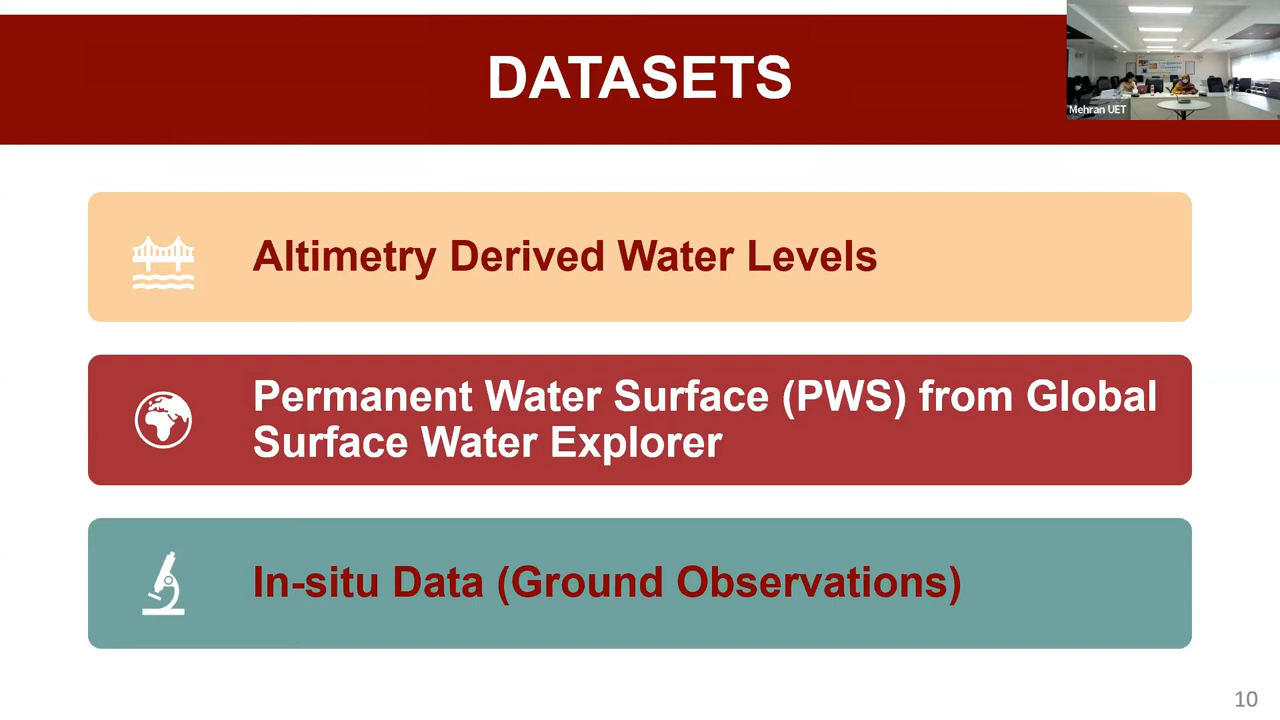 DATASETS
Mehran UET
Altimetry Derived Water Levels
Permanent Water Surface (PWS) from Global
Surface Water Explorer
In-situ Data (Ground Observations)
10